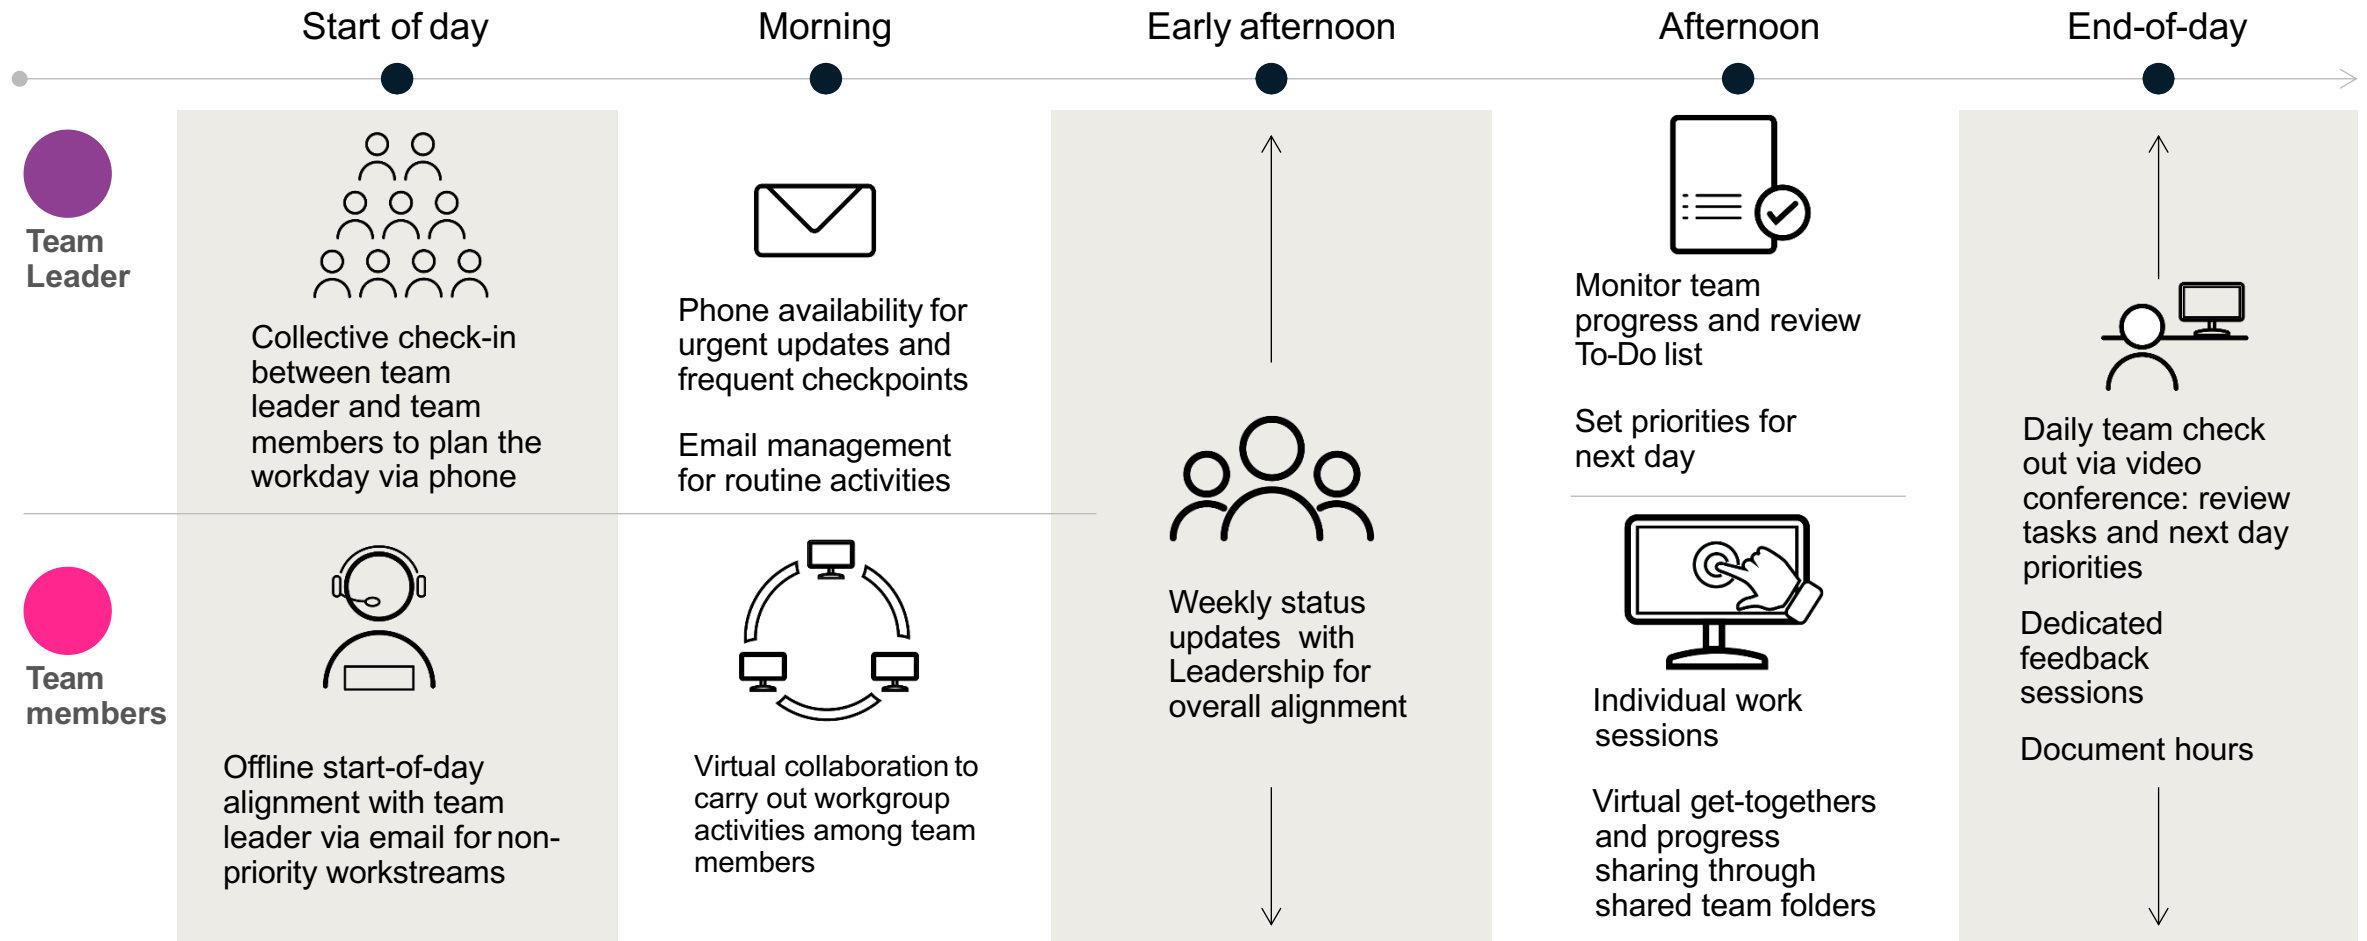 Start of day
Morning
Early afternoon
Afternoon
End-of-day
Team
Leader
Collective check-in
between team
leader and team
members to plan the
workday via phone
Phone availability for
urgent updates and
frequent checkpoints
Email management
for routine activities
Monitor team
progress and review
To-Do list
Set priorities for
next day
Team
members
Offline start-of-day
alignment with team
leader via email for non-
priority workstreams
Virtual collaboration to
carry out workgroup
activities among team
members
Weekly status
updates with
Leadership for
overall alignment
Individual work
sessions
Virtual get-togethers
and progress
sharing through
shared team folders
Daily team check
out via video
conference: review
tasks and next day
priorities
Dedicated
feedback
sessions
Document hours